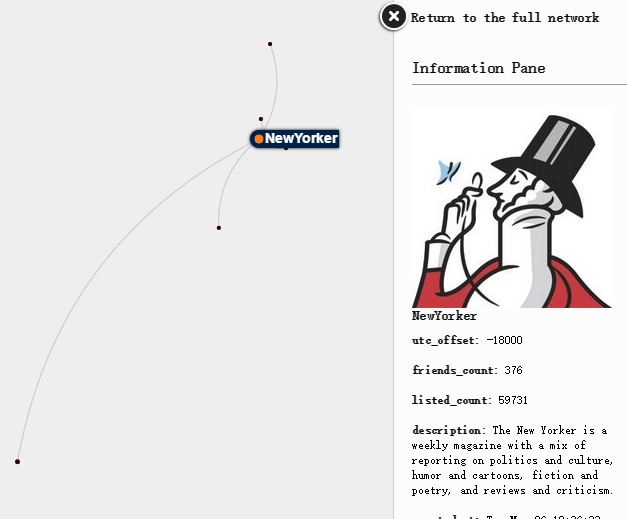 Return to the full network
Information Pane
NewYorker
NewYorker
utc_offset: -18000
friends_count: 376
listed_count: 59731
description: The New Yorker is a
weekly magazine with a mix of
reporting on politics and culture,
humor and cartoons, fiction and
poetry, and reviews and criticism.